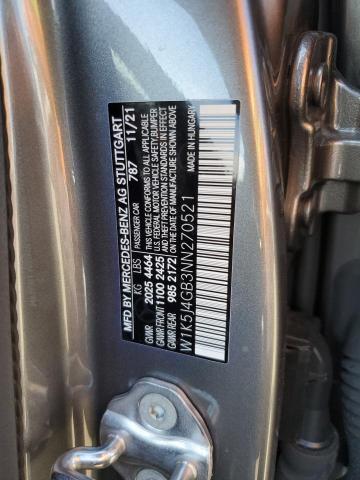 MFD BY MERCEDES-BENZ AG STUTTGART
PASSENGER CAR 787 11/21
KG LBS
GVWR 2025 4464
GAWR FRONT 1100 2425
GAWR REAR 985 2172
THIS VEHICLE CONFORMS TO ALL APPLICABLE
U.S. FEDERAL MOTOR VEHICLE SAFETY, BUMPER
AND THEFT PREVENTION STANDARDS IN EFFECT
ON THE DATE OF MANUFACTURE SHOWN ABOVE
W1K5J4GB3NN270521
MADE IN HUNGARY